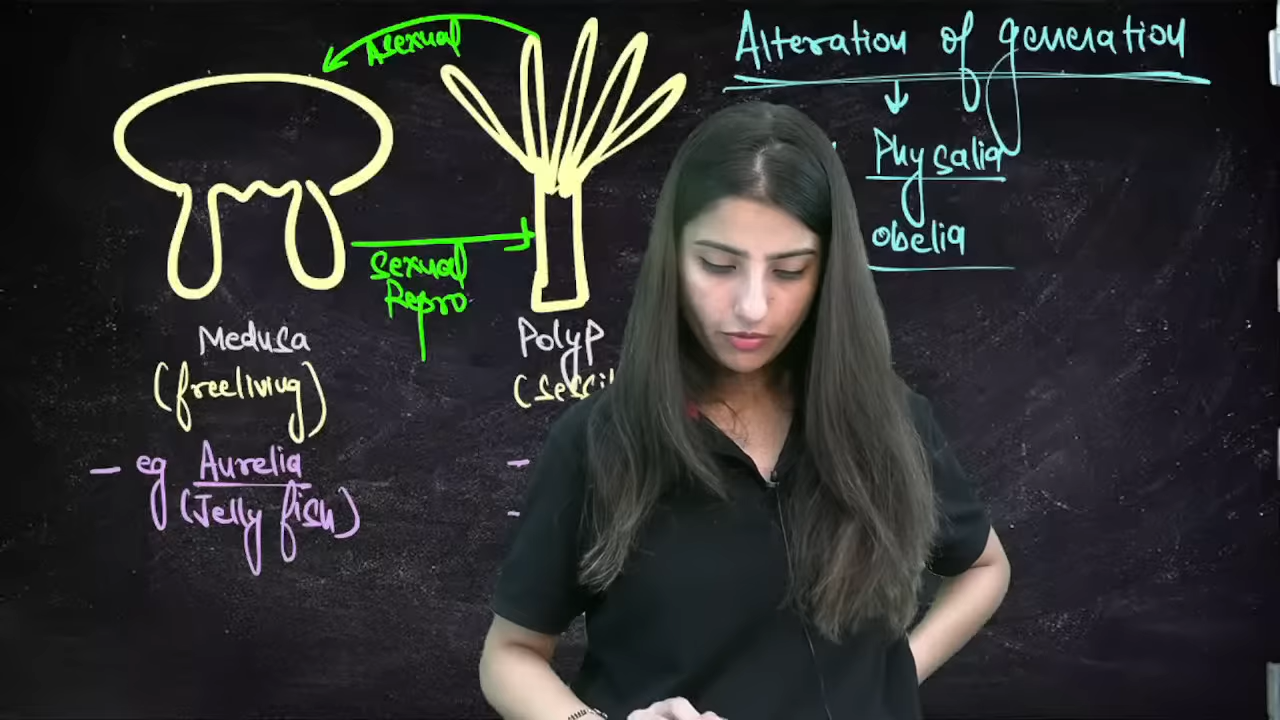 Asexual
Alteration of generation
Physalia
obelia
Sexual
Repro
Medusa
Polyp
(freeliving)
- eg Aurelia
(Jelly fish)